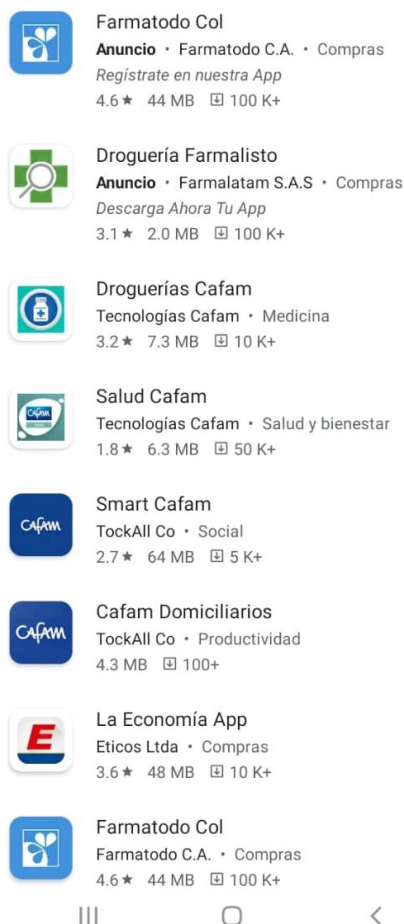 Farmatodo Col
Anuncio • Farmatodo C.A. • Compras
Regístrate en nuestra App
4.6★ 44 MB 100 K+
Droguería Farmalisto
Anuncio • Farmalatam S.A.S • Compras
Descarga Ahora Tu App
3.1★ 2.0 MB 100 K+
Droguerías Cafam
Tecnologías Cafam • Medicina
3.2★ 7.3 MB 10 K+
Salud Cafam
Tecnologías Cafam • Salud y bienestar
1.8★ 6.3 MB 50 K+
CAfAM
Smart Cafam
TockAll Co • Social
2.7★ 64 MB 5 K+
CAfAM
Cafam Domiciliarios
TockAll Co • Productividad
4.3 MB 100+
CAfAM
La Economía App
Eticos Ltda • Compras
3.6★ 48 MB 10 K+
E
Farmatodo Col
Farmatodo C.A. • Compras
4.6★ 44 MB 100 K+